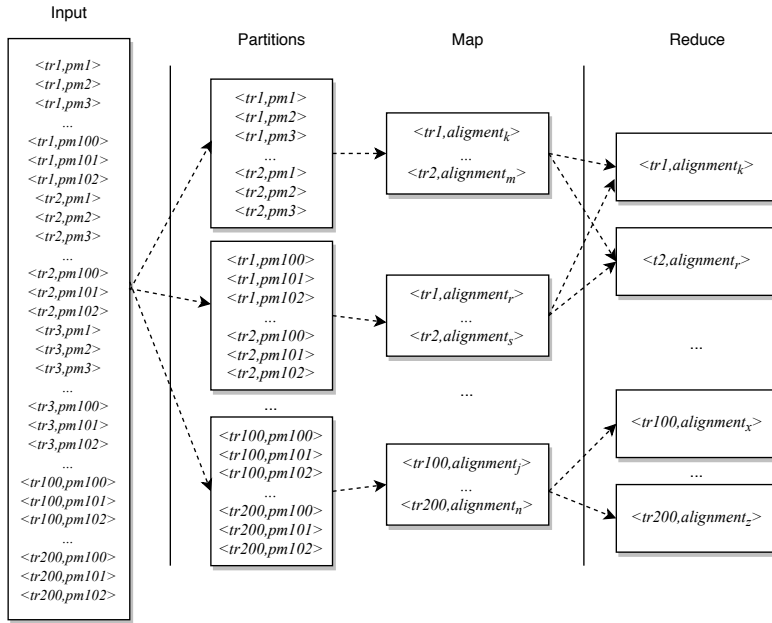 Input
<tr1,pm1>
<tr1,pm2>
<tr1,pm3>
...
<tr1,pm100>
<tr1,pm101>
<tr1,pm102>
<tr2,pm1>
<tr2,pm2>
<tr2,pm3>
...
<tr2,pm100>
<tr2,pm101>
<tr2,pm102>
<tr3,pm1>
<tr3,pm2>
<tr3,pm3>
...
<tr3,pm100>
<tr3,pm101>
<tr3,pm102>
...
<tr100,pm100>
<tr100,pm101>
<tr100,pm102>
...
<tr200,pm100>
<tr200,pm101>
<tr200,pm102>
Partitions
<tr1,pm1>
<tr1,pm2>
<tr1,pm3>
...
<tr2,pm1>
<tr2,pm2>
<tr2,pm3>
<tr1,pm100>
<tr1,pm101>
<tr1,pm102>
...
<tr2,pm100>
<tr2,pm101>
<tr2,pm102>
...
<tr100,pm100>
<tr100,pm101>
<tr100,pm102>
...
<tr200,pm100>
<tr200,pm101>
<tr200,pm102>
Map
<tr1,aligment_k>
...
<tr2,alignment_m>
<tr1,alignment_r>
...
<tr2,alignment_s>
...
<tr100,alignment_j>
...
<tr200,alignment_n>
Reduce
<tr1,alignment_k>
<t2,alignment_r>
...
<tr100,alignment_x>
...
<tr200,alignment_z>